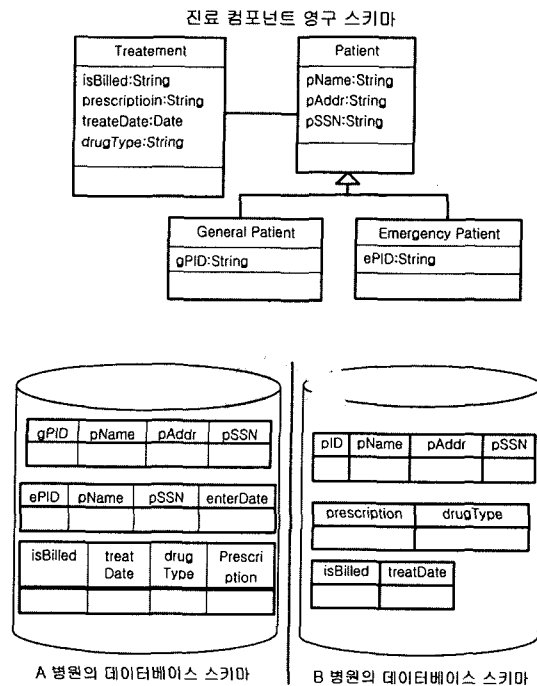 진료 컴포넌트 영구 스키마
Treatement
isBilled:String
prescriptioin:String
treateDate:Date
drugType:String
Patient
pName:String
pAddr:String
pSSN:String
General Patient
gPID:String
Emergency Patient
ePID:String
gPID pName pAddr pSSN
ePID pName pSSN enterDate
isBilled treat Date drug Type Prescri ption
A 병원의 데이터베이스 스키마
pID pName pAddr pSSN
prescription drugType
isBilled treatDate
B 병원의 데이터베이스 스키마